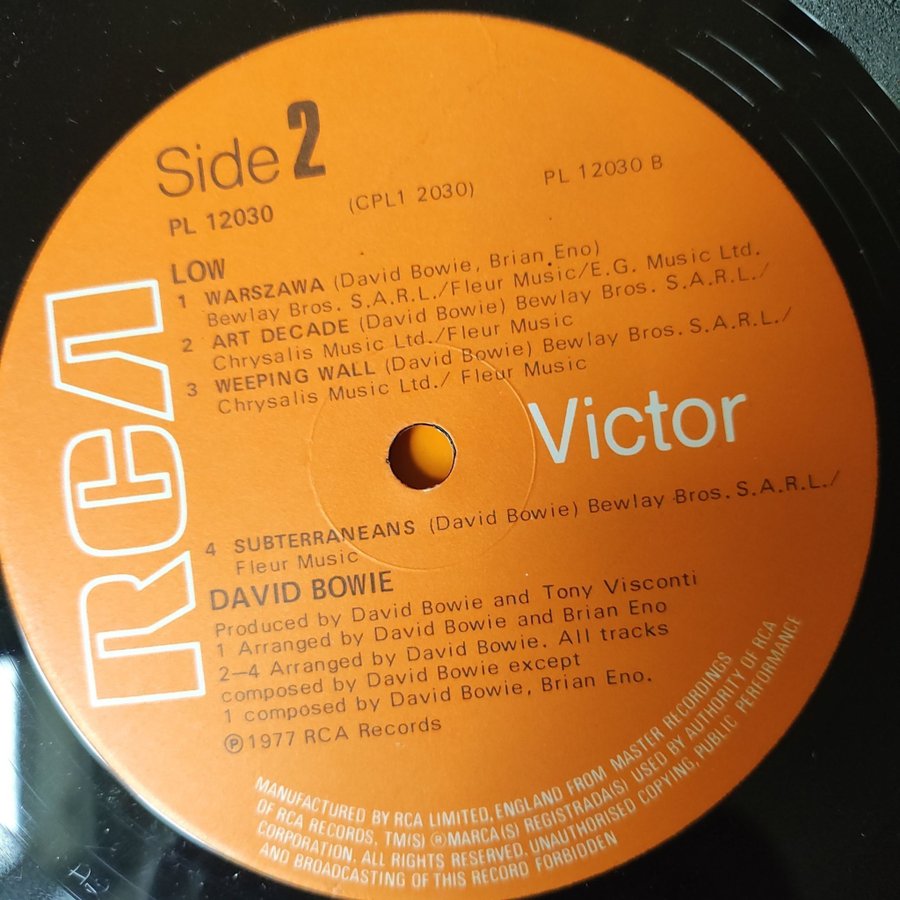 Side 2
PL 12030
(CPL1 2030)
PL 12030 B
LOW
1 WARSZAWA (David Bowie, Brian Eno)
Bewlay Bros. S.A.R.L./Fleur Music/E.G. Music Ltd.
2 ART DECADE (David Bowie) Bewlay Bros. S.A.R.L./
Chrysalis Music Ltd./Fleur Music
3 WEEPING WALL (David Bowie) Bewlay Bros. S.A.R.L./
Chrysalis Music Ltd./ Fleur Music
RCA
Victor
4 SUBTERRANEANS (David Bowie) Bewlay Bros. S.A.R.L./
Fleur Music
DAVID BOWIE
Produced by David Bowie and Tony Visconti
1 Arranged by David Bowie and Brian Eno
2—4 Arranged by David Bowie. All tracks
composed by David Bowie except
1 composed by David Bowie, Brian Eno.
℗1977 RCA Records
MANUFACTURED BY RCA LIMITED, ENGLAND FROM MASTER RECORDINGS
OF RCA RECORDS. TM(S) ®MARCA(S) REGISTRADA(S) USED BY AUTHORITY OF RCA
CORPORATION. ALL RIGHTS RESERVED. UNAUTHORISED COPYING, PUBLIC PERFORMANCE
AND BROADCASTING OF THIS RECORD FORBIDDEN